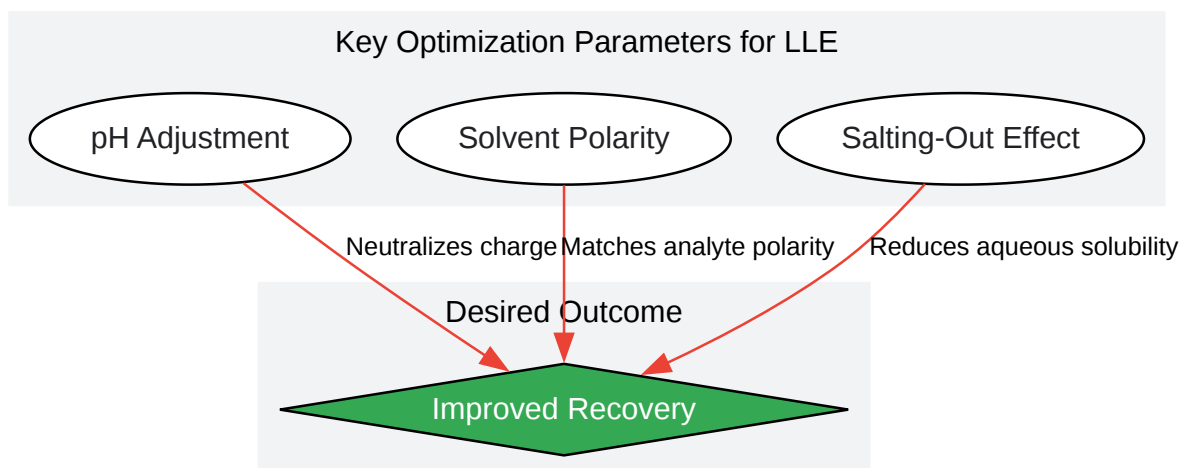 Key Optimization Parameters for LLE
pH Adjustment
Solvent Polarity
Salting-Out Effect
Neutralizes charge
Matches analyte polarity
Reduces aqueous solubility
Desired Outcome
Improved Recovery